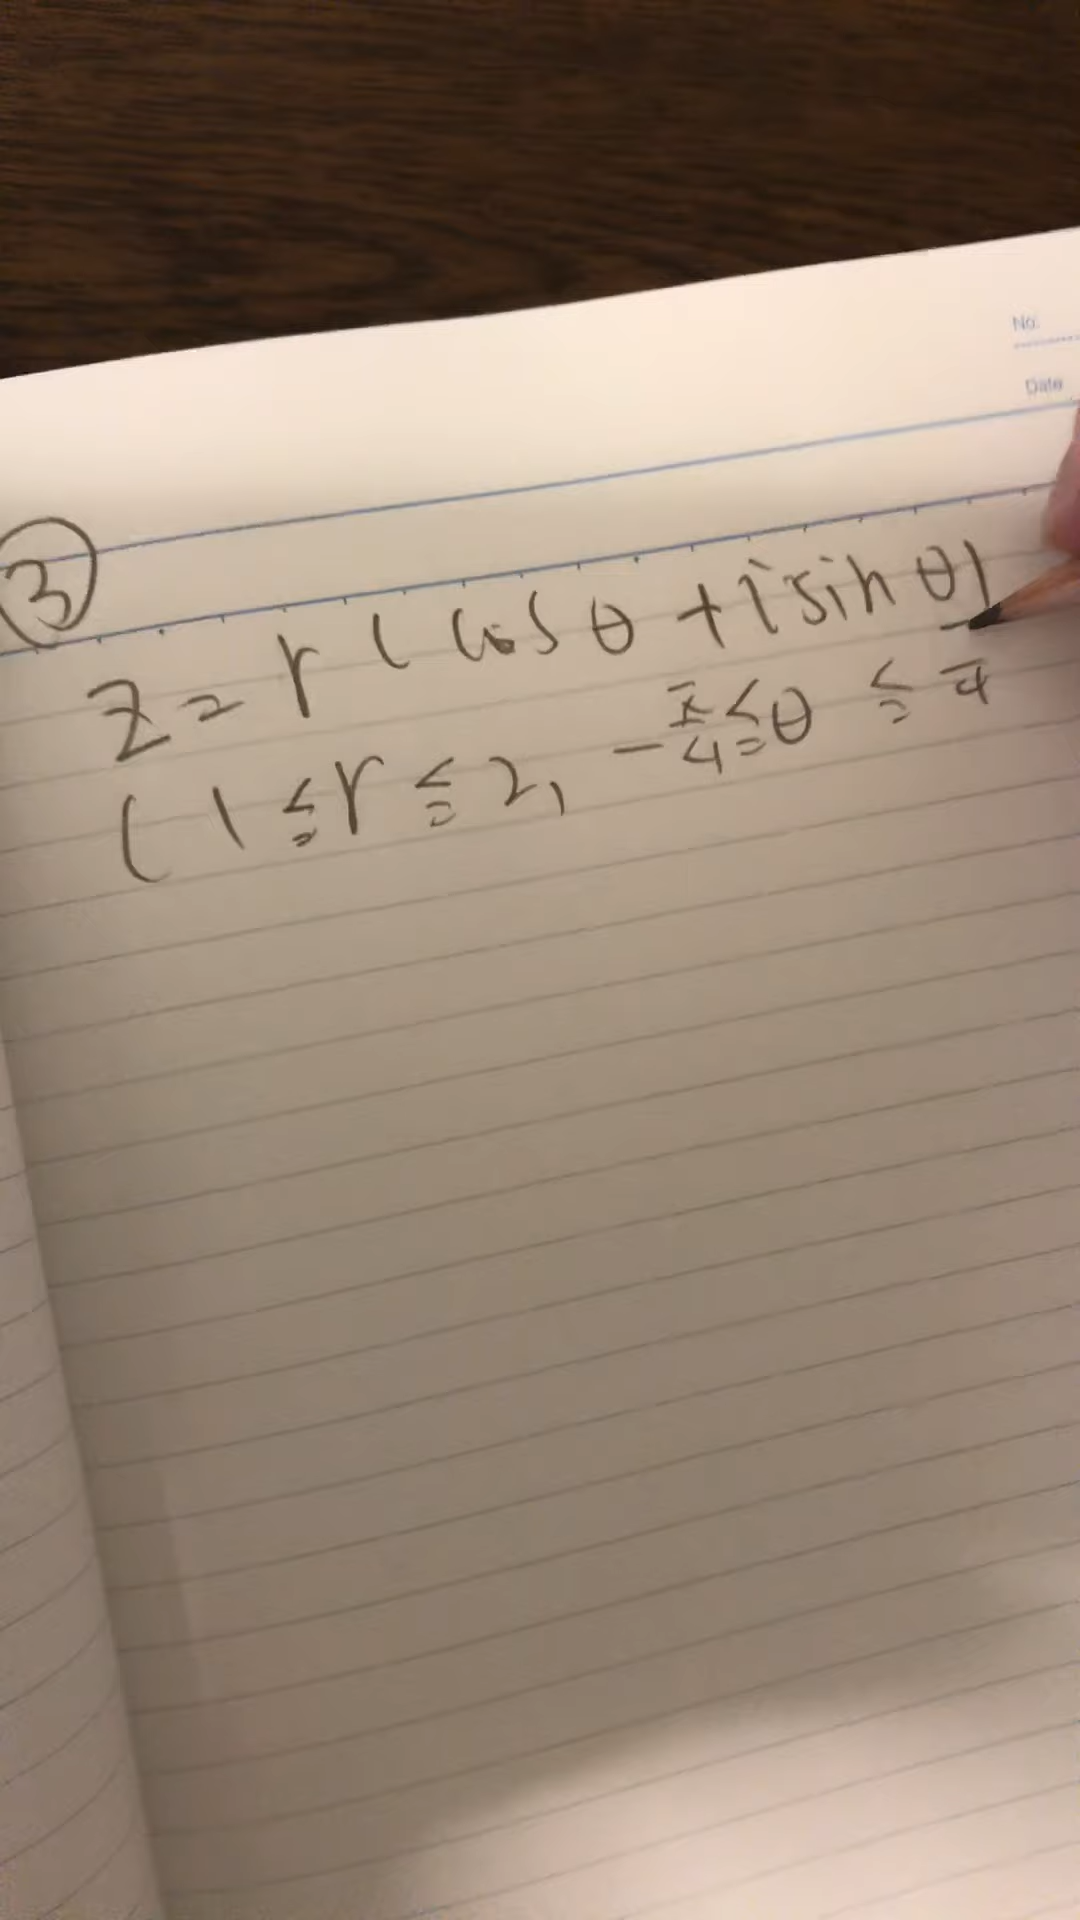 No.
Date
③
z = r ( cos θ + i sin θ)
( 1 ≦ r ≦ 2, - π/4 ≦ θ ≦ π/4